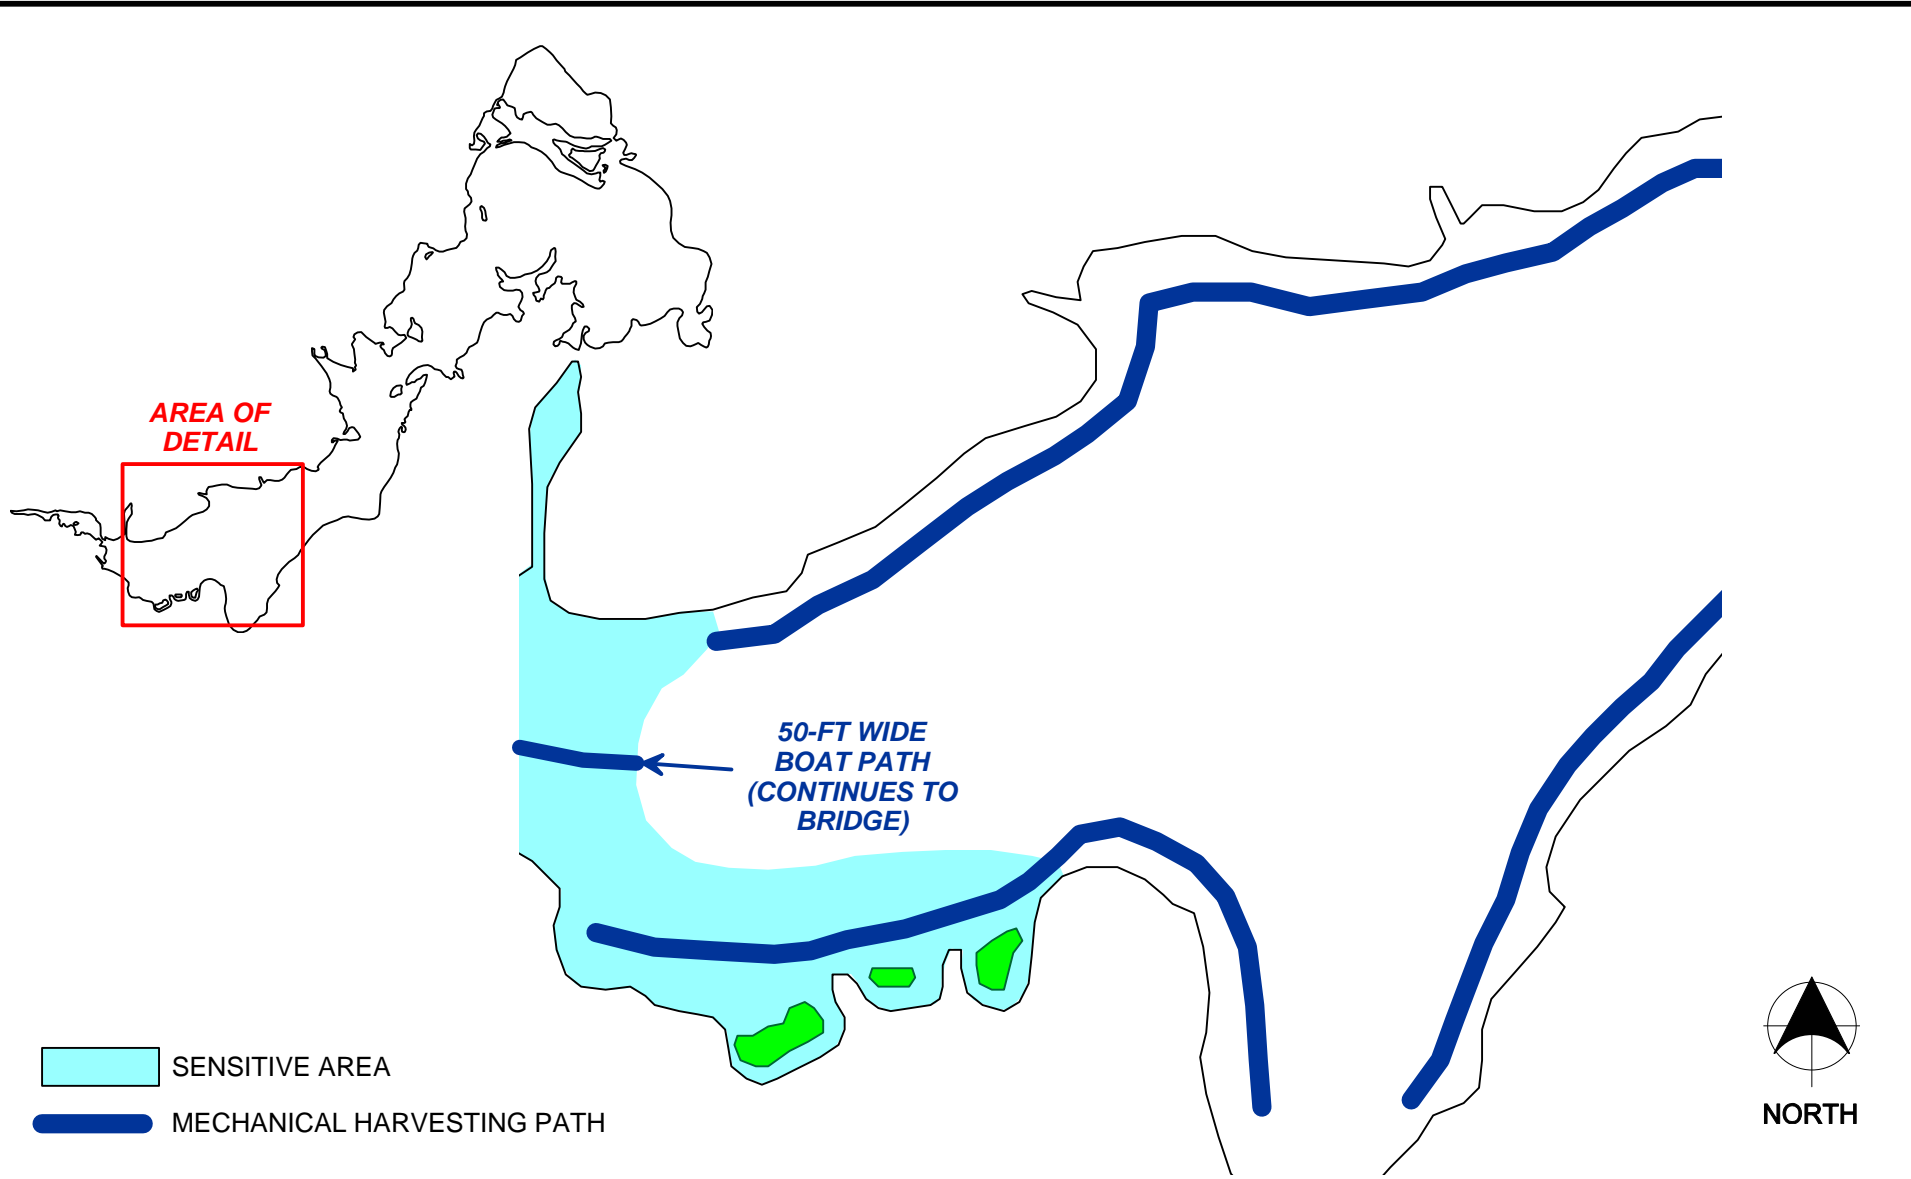 AREA OF
DETAIL
50-FT WIDE
BOAT PATH
(CONTINUES TO
BRIDGE)
SENSITIVE AREA
MECHANICAL HARVESTING PATH
NORTH